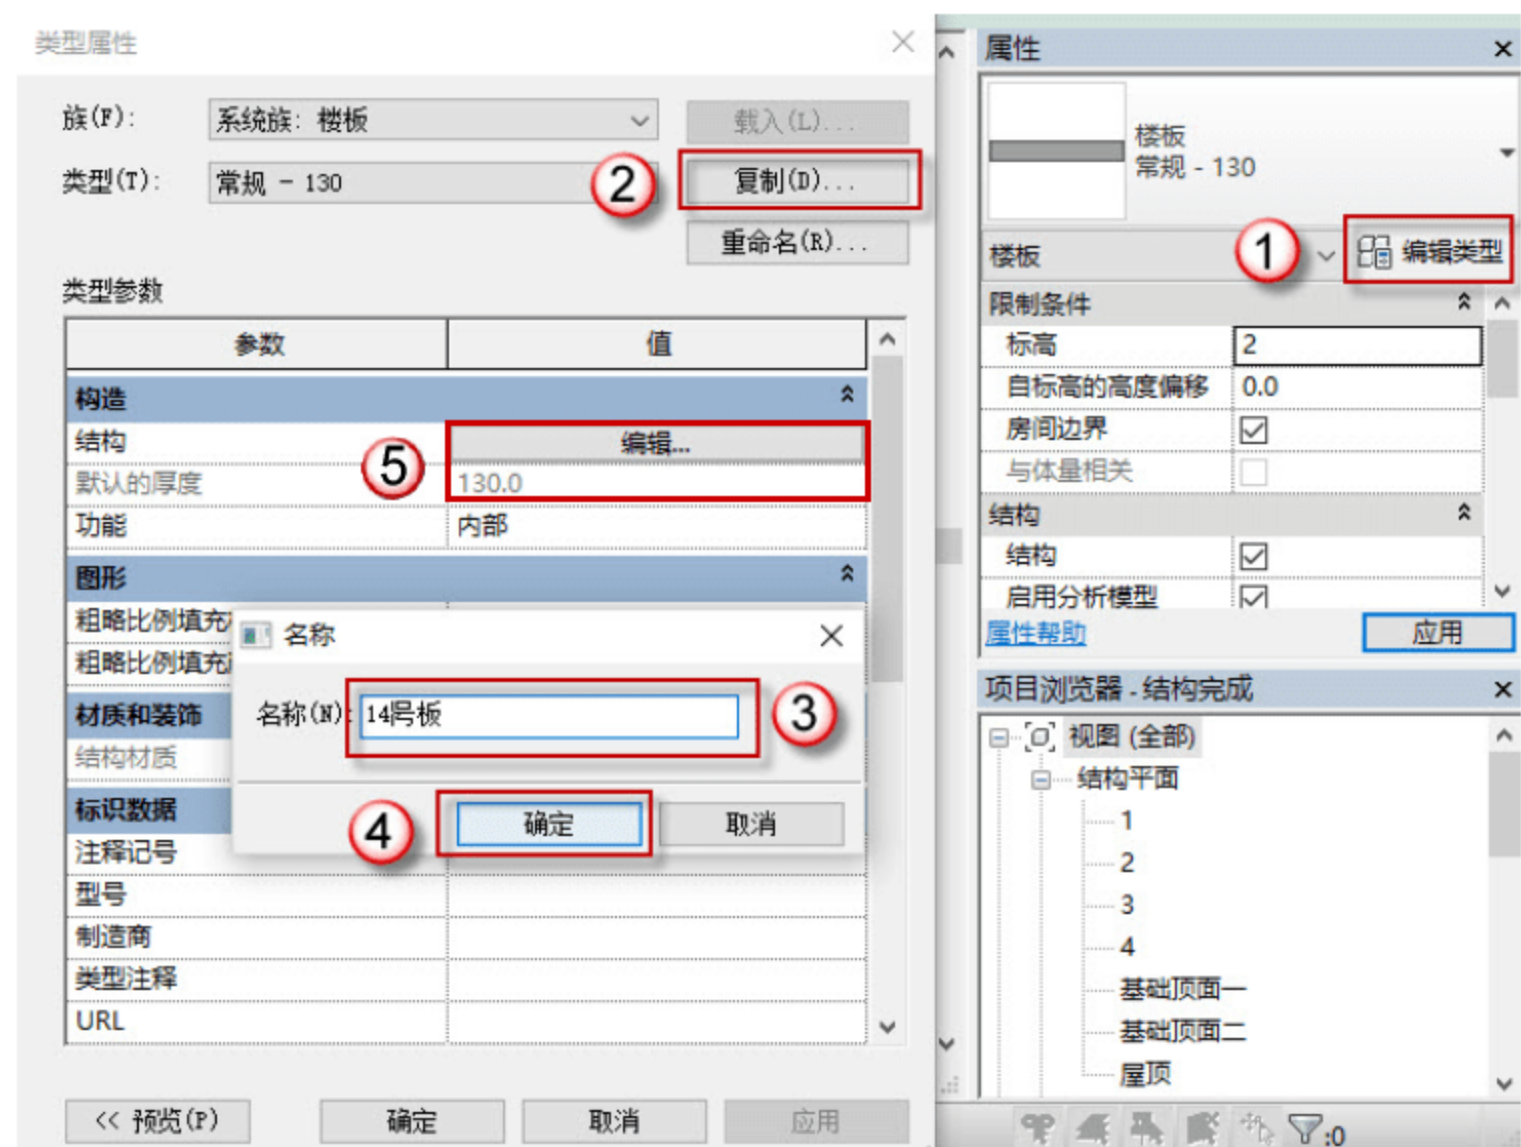 类型属性
族(F):
系统族: 楼板
载入(L)...
类型(T):
常规 - 130
2
复制(D)...
重命名(R)...
类型参数
参数
值
构造
结构
编辑...
5
默认的厚度
130.0
功能
内部
图形
粗略比例填充
粗略比例填充
材质和装饰
结构材质
标识数据
注释记号
型号
制造商
类型注释
URL
名称
名称(N):
14号板
3
4
确定
取消
<< 预览(P)
确定
取消
应用
属性
楼板
常规 - 130
楼板
1
编辑类型
限制条件
标高
2
自标高的高度偏移
0.0
房间边界
与体量相关
结构
结构
启用分析模型
属性帮助
应用
项目浏览器 - 结构完成
视图 (全部)
结构平面
1
2
3
4
基础顶面一
基础顶面二
屋顶
:0